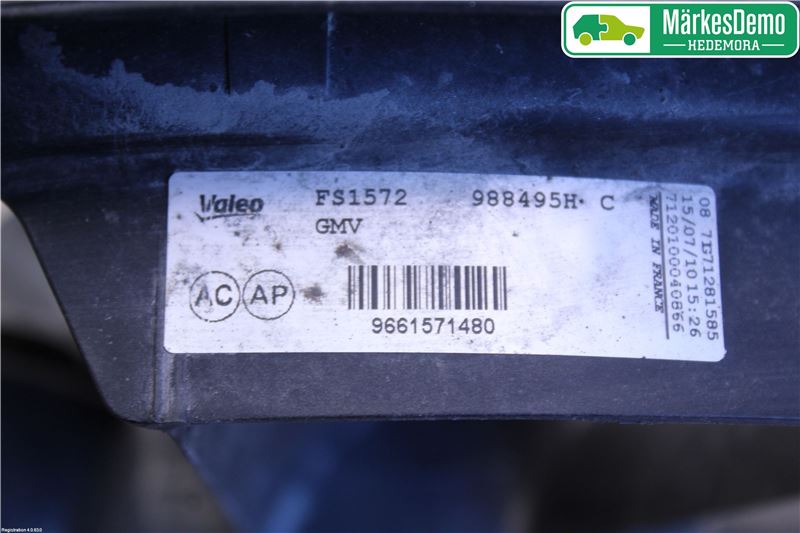 MärkesDemo
HEDEMORA
Valeo FS1572 988495H C
GMV
AC AP
9661571480
MADE IN FRANCE
08 7T71281585
15/07/10 15:26
7120100040866